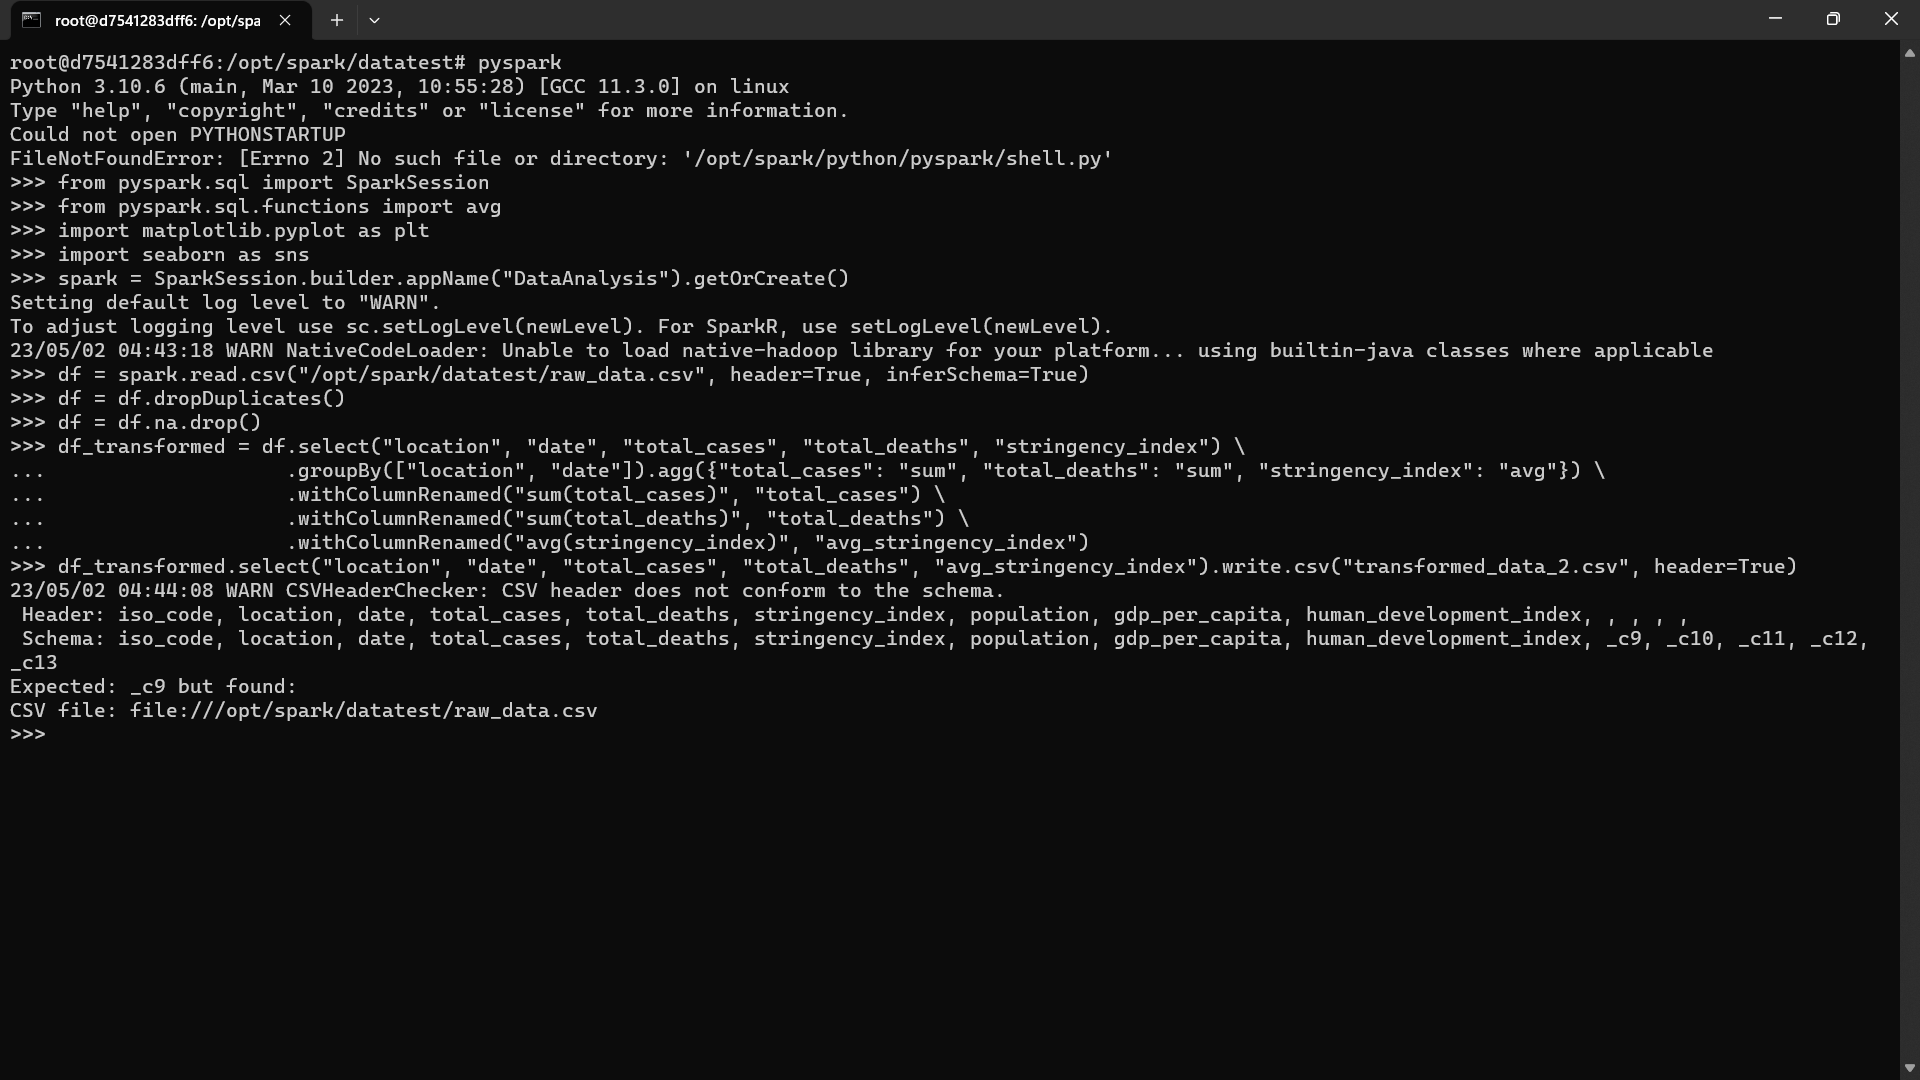 root@d7541283dff6: /opt/spa
root@d7541283dff6:/opt/spark/datatest# pyspark
Python 3.10.6 (main, Mar 10 2023, 10:55:28) [GCC 11.3.0] on linux
Type "help", "copyright", "credits" or "license" for more information.
Could not open PYTHONSTARTUP
FileNotFoundError: [Errno 2] No such file or directory: '/opt/spark/python/pyspark/shell.py'
>>> from pyspark.sql import SparkSession
>>> from pyspark.sql.functions import avg
>>> import matplotlib.pyplot as plt
>>> import seaborn as sns
>>> spark = SparkSession.builder.appName("DataAnalysis").getOrCreate()
Setting default log level to "WARN".
To adjust logging level use sc.setLogLevel(newLevel). For SparkR, use setLogLevel(newLevel).
23/05/02 04:43:18 WARN NativeCodeLoader: Unable to load native-hadoop library for your platform... using builtin-java classes where applicable
>>> df = spark.read.csv("/opt/spark/datatest/raw_data.csv", header=True, inferSchema=True)
>>> df = df.dropDuplicates()
>>> df = df.na.drop()
>>> df_transformed = df.select("location", "date", "total_cases", "total_deaths", "stringency_index") \
...                    .groupBy(["location", "date"]).agg({"total_cases": "sum", "total_deaths": "sum", "stringency_index": "avg"}) \
...                    .withColumnRenamed("sum(total_cases)", "total_cases") \
...                    .withColumnRenamed("sum(total_deaths)", "total_deaths") \
...                    .withColumnRenamed("avg(stringency_index)", "avg_stringency_index")
>>> df_transformed.select("location", "date", "total_cases", "total_deaths", "avg_stringency_index").write.csv("transformed_data_2.csv", header=True)
23/05/02 04:44:08 WARN CSVHeaderChecker: CSV header does not conform to the schema.
 Header: iso_code, location, date, total_cases, total_deaths, stringency_index, population, gdp_per_capita, human_development_index, , , , ,
 Schema: iso_code, location, date, total_cases, total_deaths, stringency_index, population, gdp_per_capita, human_development_index, _c9, _c10, _c11, _c12,
_c13
Expected: _c9 but found:
CSV file: file:///opt/spark/datatest/raw_data.csv
>>>